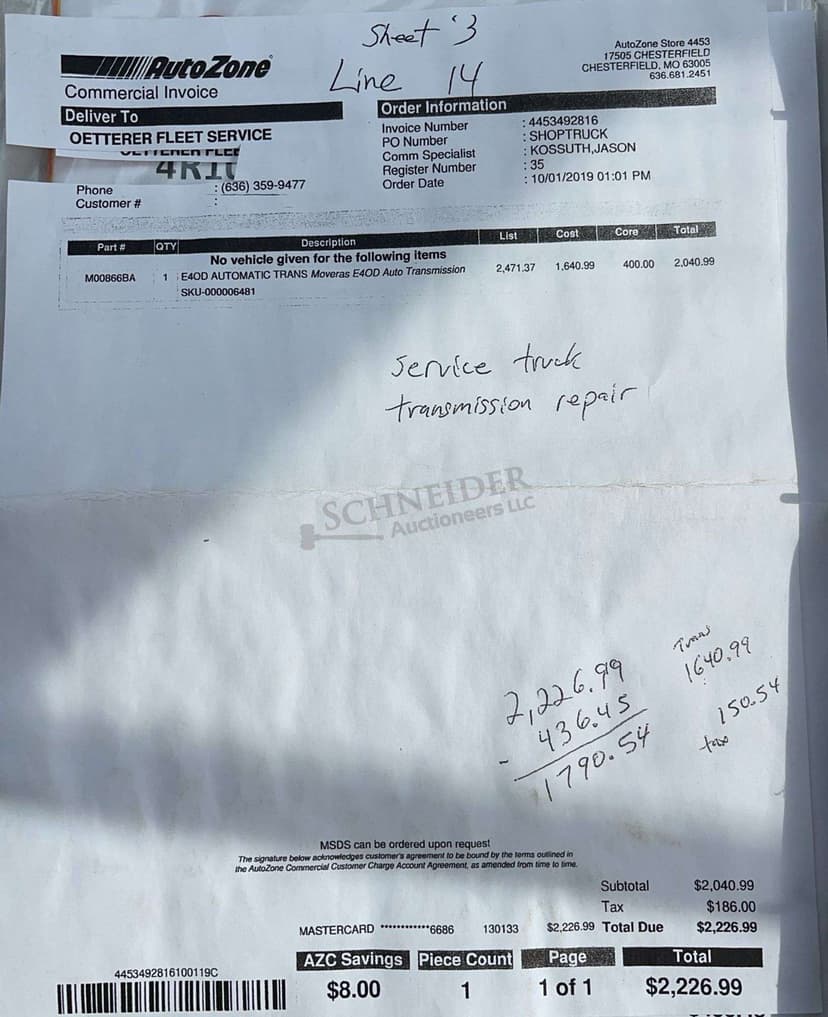 Sheet '3
Line 14
AutoZone
Commercial Invoice
AutoZone Store 4453
17505 CHESTERFIELD
CHESTERFIELD, MO 63005
636.681.2451
Deliver To
OETTERER FLEET SERVICE
Phone : (636) 359-9477
Customer # :
Order Information
Invoice Number : 4453492816
PO Number : SHOPTRUCK
Comm Specialist : KOSSUTH,JASON
Register Number : 35
Order Date : 10/01/2019 01:01 PM
Part # QTY Description List Cost Core Total
No vehicle given for the following items
M00866BA 1 E4OD AUTOMATIC TRANS Moveras E4OD Auto Transmission 2,471.37 1,640.99 400.00 2,040.99
SKU-000006481
service truck
transmission repair
SCHNEIDER
Auctioneers LLC
2,226.99
- 436.45
1790.54
Trans
1640.99
150.54
tax
MSDS can be ordered upon request
The signature below acknowledges customer's agreement to be bound by the terms outlined in
the AutoZone Commercial Customer Charge Account Agreement, as amended from time to time.
Subtotal $2,040.99
Tax $186.00
MASTERCARD ************6686 130133 $2,226.99 Total Due $2,226.99
AZC Savings Piece Count Page Total
$8.00 1 1 of 1 $2,226.99
4453492816100119C